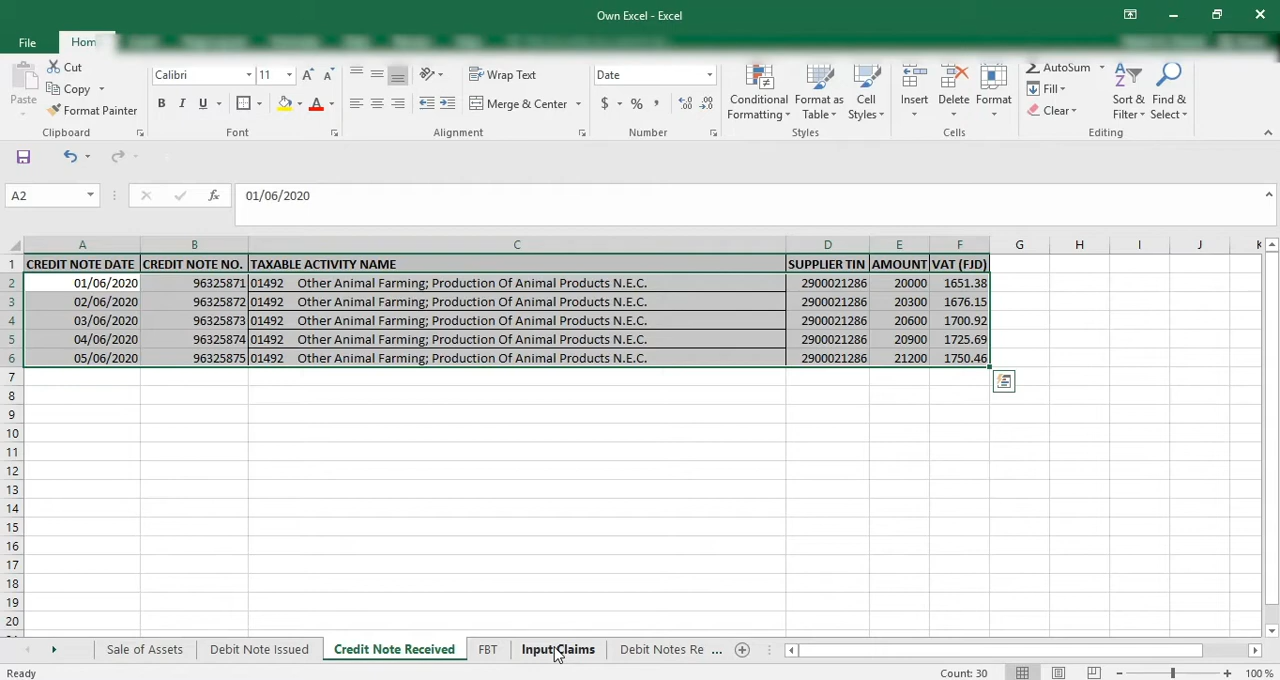 Own Excel - Excel
File Hom
Paste
Cut
Copy
Format Painter
Clipboard
Calibri 11 A A
B I U A
Font
Wrap Text
Merge & Center
Alignment
Date
$ % ,
Number
Conditional Formatting
Format as Table
Cell Styles
Styles
Insert
Delete
Format
Cells
AutoSum
Fill
Clear
Sort & Filter
Find & Select
Editing
A2 fx 01/06/2020
A B C D E F G H I J K
1 CREDIT NOTE DATE CREDIT NOTE NO. TAXABLE ACTIVITY NAME SUPPLIER TIN AMOUNT VAT (FJD)
2 01/06/2020 96325871 01492 Other Animal Farming; Production Of Animal Products N.E.C. 2900021286 20000 1651.38
3 02/06/2020 96325872 01492 Other Animal Farming; Production Of Animal Products N.E.C. 2900021286 20300 1676.15
4 03/06/2020 96325873 01492 Other Animal Farming; Production Of Animal Products N.E.C. 2900021286 20600 1700.92
5 04/06/2020 96325874 01492 Other Animal Farming; Production Of Animal Products N.E.C. 2900021286 20900 1725.69
6 05/06/2020 96325875 01492 Other Animal Farming; Production Of Animal Products N.E.C. 2900021286 21200 1750.46
7
8
9
10
11
12
13
14
15
16
17
18
19
20
Sale of Assets Debit Note Issued Credit Note Received FBT Input Claims Debit Notes Re ...
Ready Count: 30 100 %